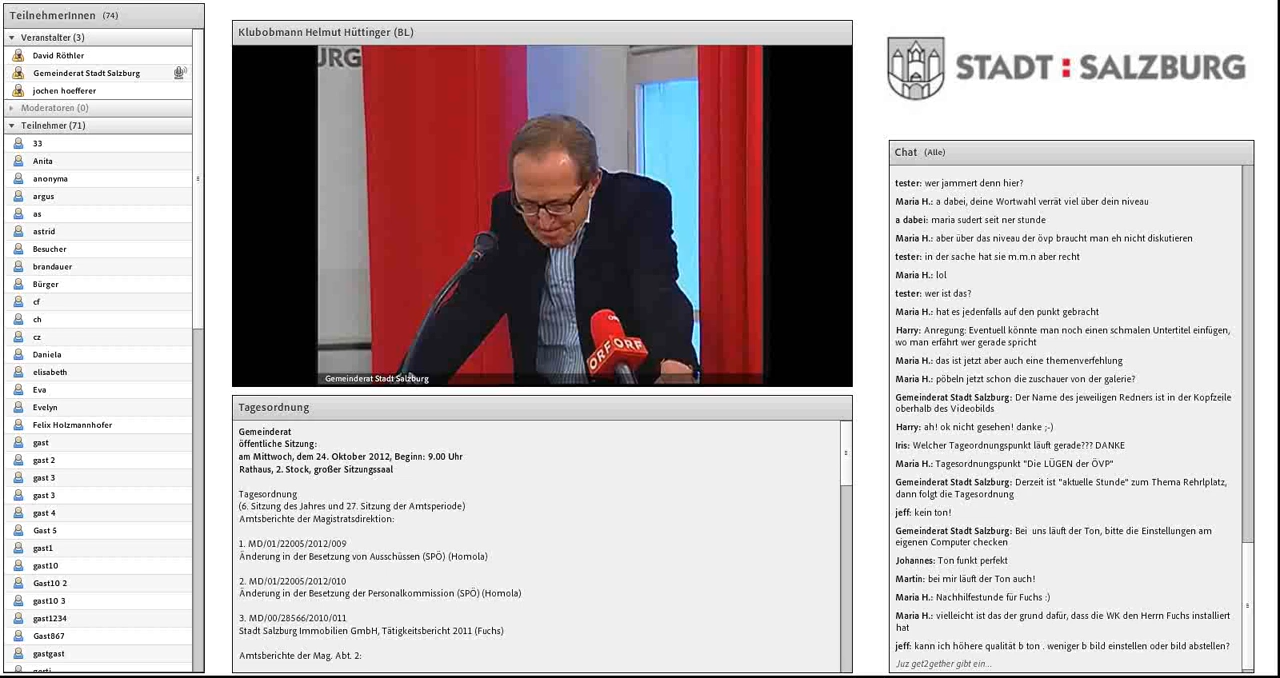 TeilnehmerInnen (74)
Veranstalter (3)
David Röthler
Gemeinderat Stadt Salzburg
jochen hoefferer
Moderatoren (0)
Teilnehmer (71)
33
Anita
anonyma
argus
as
astrid
Besucher
brandauer
Bürger
cf
ch
cz
Daniela
elisabeth
Eva
Evelyn
Felix Holzmannhofer
gast
gast 2
gast 3
gast 3
gast 4
Gast 5
gast1
gast10
Gast10 2
gast10 3
gast1234
Gast867
gastgast
Klubobmann Helmut Hüttinger (BL)
URG
ORF ORF
Gemeinderat Stadt Salzburg
Tagesordnung
Gemeinderat
öffentliche Sitzung:
am Mittwoch, dem 24. Oktober 2012, Beginn: 9.00 Uhr
Rathaus, 2. Stock, großer Sitzungssaal
Tagesordnung
(6. Sitzung des Jahres und 27. Sitzung der Amtsperiode)
Amtsberichte der Magistratsdirektion:
1. MD/01/22005/2012/009
Änderung in der Besetzung von Ausschüssen (SPÖ) (Homola)
2. MD/01/22005/2012/010
Änderung in der Besetzung der Personalkommission (SPÖ) (Homola)
3. MD/00/28566/2010/011
Stadt Salzburg Immobilien GmbH, Tätigkeitsbericht 2011 (Fuchs)
Amtsberichte der Mag. Abt. 2:
STADT : SALZBURG
Chat (Alle)
tester: wer jammert denn hier?
Maria H.: a dabei, deine Wortwahl verrät viel über dein niveau
a dabei: maria sudert seit ner stunde
Maria H.: aber über das niveau der övp braucht man eh nicht diskutieren
tester: in der sache hat sie m.m.n aber recht
Maria H.: lol
tester: wer ist das?
Maria H.: hat es jedenfalls auf den punkt gebracht
Harry: Anregung: Eventuell könnte man noch einen schmalen Untertitel einfügen,
wo man erfährt wer gerade spricht
Maria H.: das ist jetzt aber auch eine themenverfehlung
Maria H.: pöbeln jetzt schon die zuschauer von der galerie?
Gemeinderat Stadt Salzburg: Der Name des jeweiligen Redners ist in der Kopfzeile
oberhalb des Videobilds
Harry: ah! ok nicht gesehen! danke ;-)
Iris: Welcher Tageordnungspunkt läuft gerade??? DANKE
Maria H.: Tagesordnungspunkt "Die LÜGEN der ÖVP"
Gemeinderat Stadt Salzburg: Derzeit ist "aktuelle Stunde" zum Thema Rehrlplatz,
dann folgt die Tagesordnung
jeff: kein ton!
Gemeinderat Stadt Salzburg: Bei uns läuft der Ton, bitte die Einstellungen am
eigenen Computer checken
Johannes: Ton funkt perfekt
Martin: bei mir läuft der Ton auch!
Maria H.: Nachhilfestunde für Fuchs :)
Maria H.: vielleicht ist das der grund dafür, dass die WK den Herrn Fuchs installiert
hat
jeff: kann ich höhere qualität b ton . weniger b bild einstellen oder bild abstellen?
Juz get2gether gibt ein...